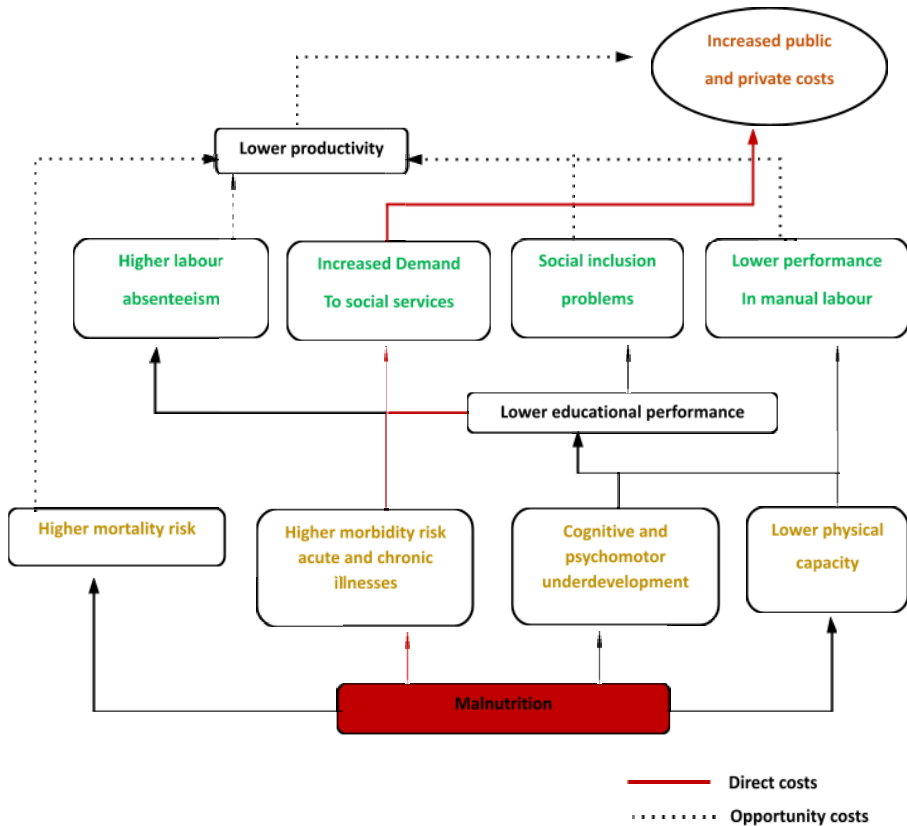 Increased public
and private costs
Lower productivity
Higher labour
absenteeism
Increased Demand
To social services
Social inclusion
problems
Lower performance
In manual labour
Lower educational performance
Higher mortality risk
Higher morbidity risk
acute and chronic
illnesses
Cognitive and
psychomotor
underdevelopment
Lower physical
capacity
Malnutrition
Direct costs
Opportunity costs